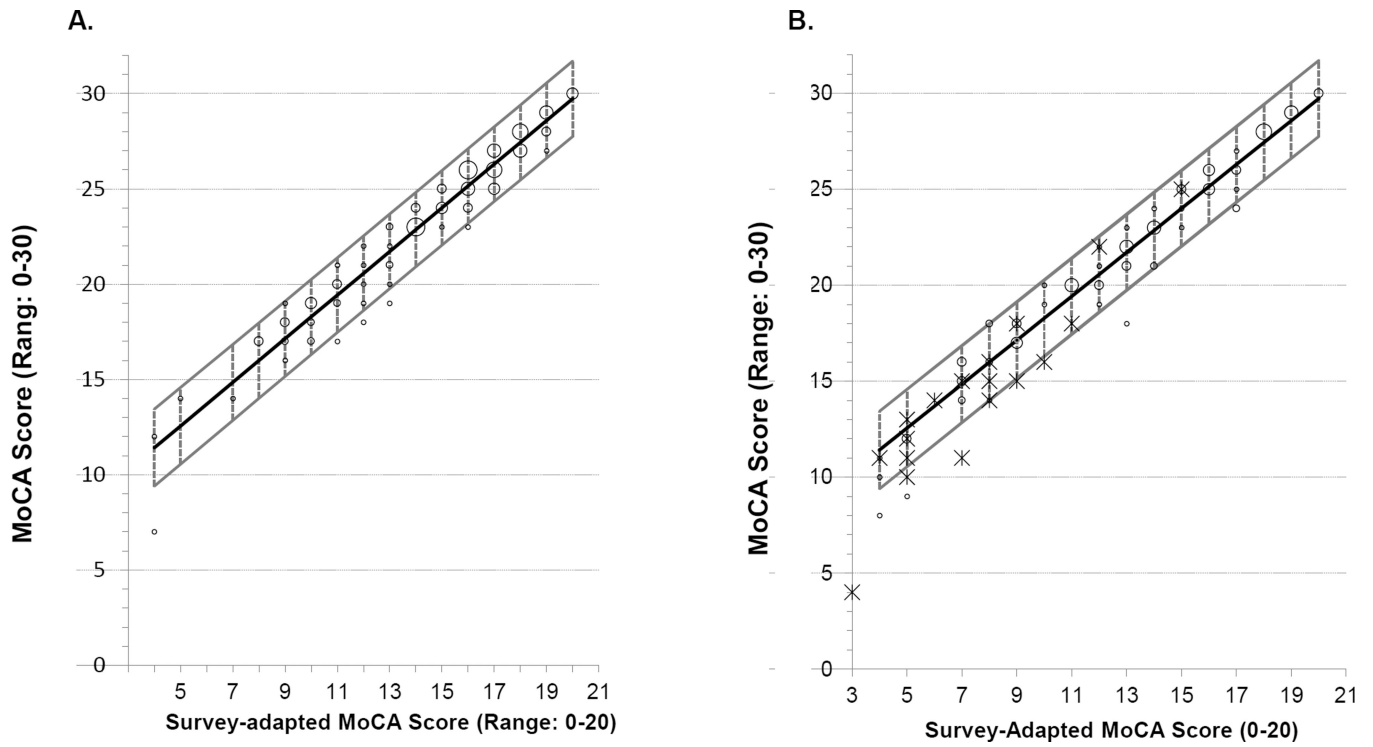 A.
MoCA Score (Rang: 0-30)
30
25
20
15
10
5
0
5 7 9 11 13 15 17 19 21
Survey-adapted MoCA Score (Range: 0-20)
B.
MoCA Score (Range: 0-30)
30
25
20
15
10
5
0
3 5 7 9 11 13 15 17 19 21
Survey-Adapted MoCA Score (0-20)